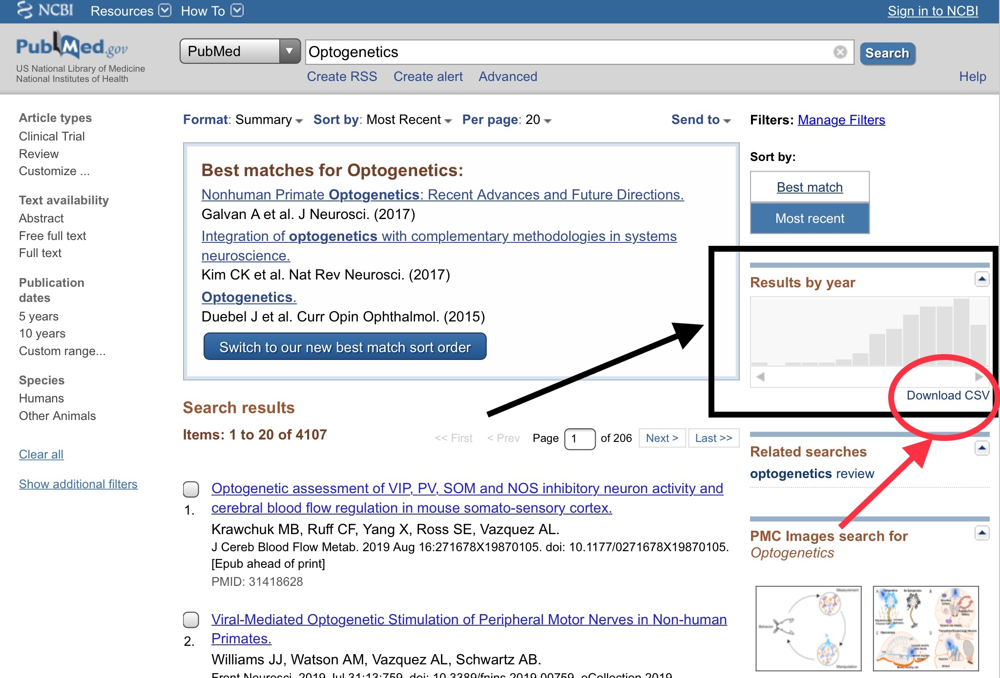 NCBI Resources How To Sign in to NCBI
PubMed.gov
US National Library of Medicine
National Institutes of Health
PubMed
Optogenetics
Search
Create RSS Create alert Advanced
Help
Article types
Clinical Trial
Review
Customize ...
Text availability
Abstract
Free full text
Full text
Publication
dates
5 years
10 years
Custom range...
Species
Humans
Other Animals
Clear all
Show additional filters
Format: Summary Sort by: Most Recent Per page: 20 Send to
Best matches for Optogenetics:
Nonhuman Primate Optogenetics: Recent Advances and Future Directions.
Galvan A et al. J Neurosci. (2017)
Integration of optogenetics with complementary methodologies in systems
neuroscience.
Kim CK et al. Nat Rev Neurosci. (2017)
Optogenetics.
Duebel J et al. Curr Opin Ophthalmol. (2015)
Switch to our new best match sort order
Search results
Items: 1 to 20 of 4107
<< First < Prev Page 1 of 206 Next > Last >>
Optogenetic assessment of VIP, PV, SOM and NOS inhibitory neuron activity and
1. cerebral blood flow regulation in mouse somato-sensory cortex.
Krawchuk MB, Ruff CF, Yang X, Ross SE, Vazquez AL.
J Cereb Blood Flow Metab. 2019 Aug 16:271678X19870105. doi: 10.1177/0271678X19870105.
[Epub ahead of print]
PMID: 31418628
Viral-Mediated Optogenetic Stimulation of Peripheral Motor Nerves in Non-human
2. Primates.
Williams JJ, Watson AM, Vazquez AL, Schwartz AB.
Front Neurosci. 2019 Jul 31;13:759. doi: 10.3389/fnins.2019.00759. eCollection 2019.
Filters: Manage Filters
Sort by:
Best match
Most recent
Results by year
Download CSV
Related searches
optogenetics review
PMC Images search for
Optogenetics
Measurement
Behavior
Manipulation